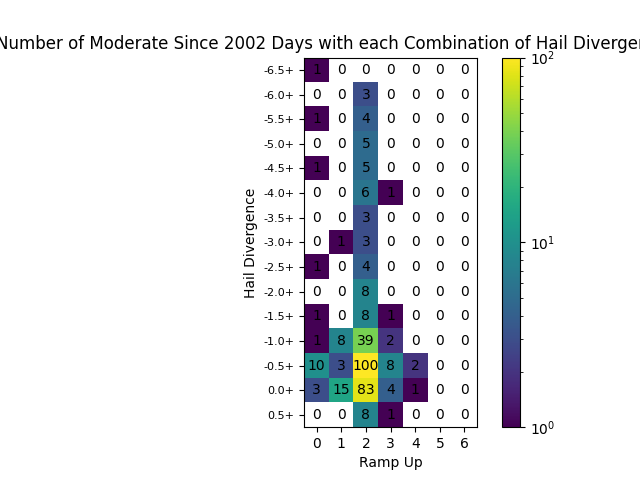 Number of Moderate Since 2002 Days with each Combination of Hail
-6.5+ 1 0 0 0 0 0 0
-6.0+ 0 0 3 0 0 0 0
-5.5+ 1 0 4 0 0 0 0
-5.0+ 0 0 5 0 0 0 0
-4.5+ 1 0 5 0 0 0 0
-4.0+ 0 0 6 1 0 0 0
-3.5+ 0 0 3 0 0 0 0
-3.0+ 0 1 3 0 0 0 0
-2.5+ 1 0 4 0 0 0 0
-2.0+ 0 0 8 0 0 0 0
-1.5+ 1 0 8 1 0 0 0
-1.0+ 1 8 39 2 0 0 0
-0.5+ 10 3 100 8 2 0 0
0.0+ 3 15 83 4 1 0 0
0.5+ 0 0 8 1 0 0 0
0 1 2 3 4 5 6
Ramp Up
Hail Divergence
10²
10¹
10⁰